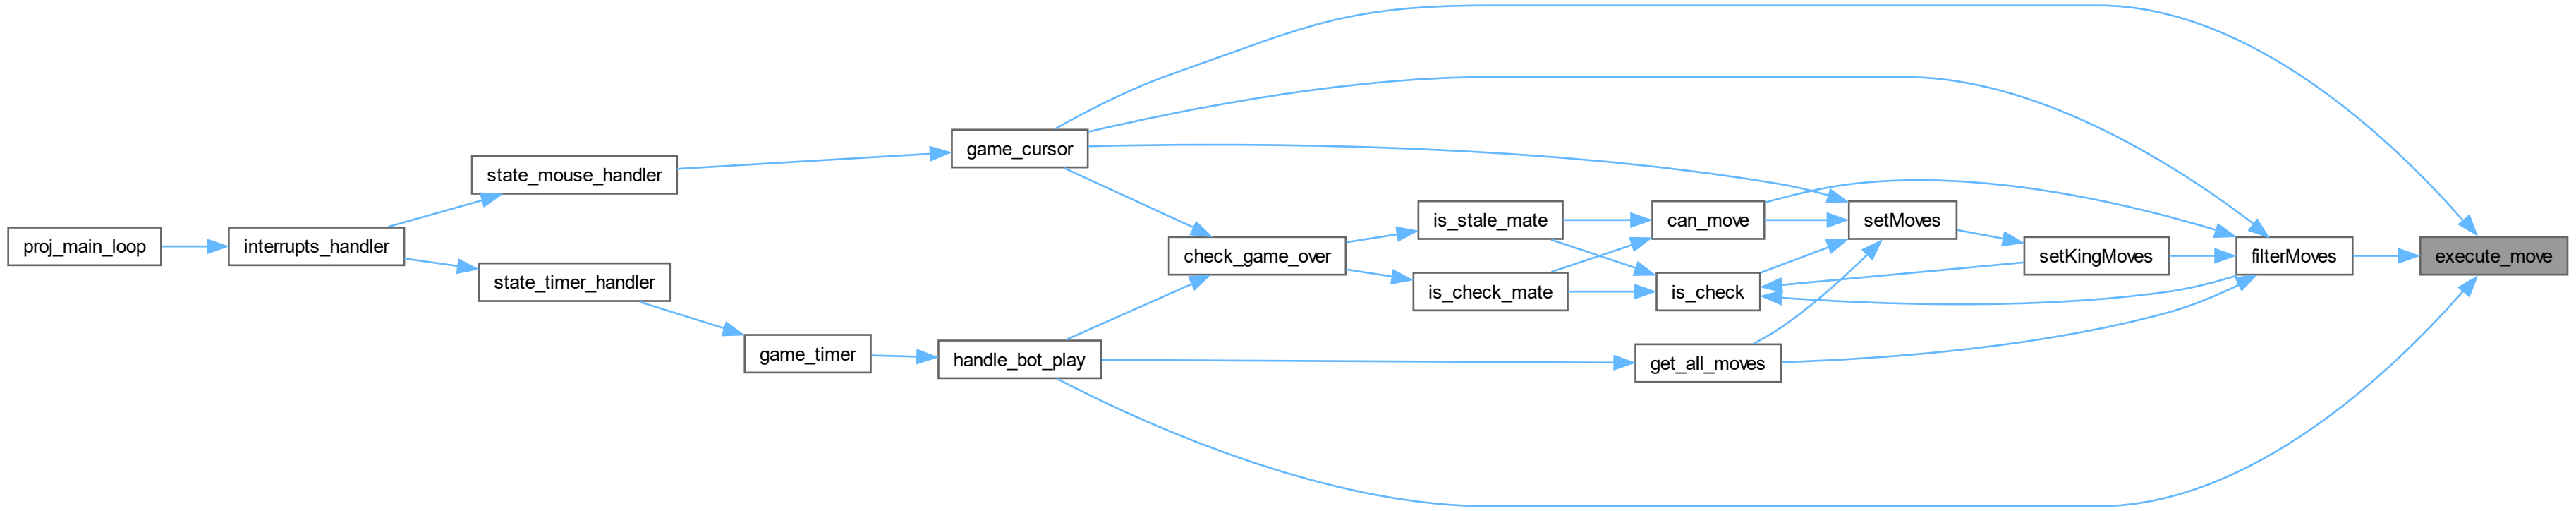 proj_main_loop
interrupts_handler
state_mouse_handler
state_timer_handler
game_timer
game_cursor
handle_bot_play
check_game_over
is_stale_mate
is_check_mate
can_move
is_check
get_all_moves
setMoves
setKingMoves
filterMoves
execute_move